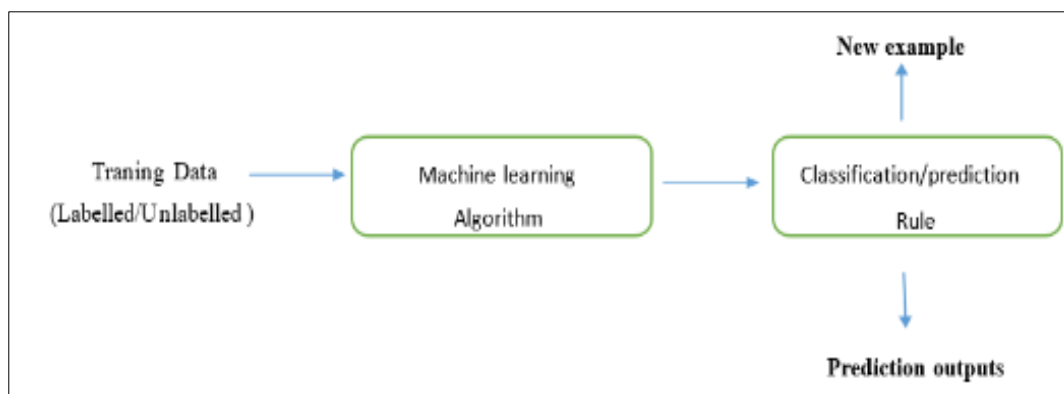 New example
Traning Data
(Labelled/Unlabelled )
Machine learning
Algorithm
Classification/prediction
Rule
Prediction outputs